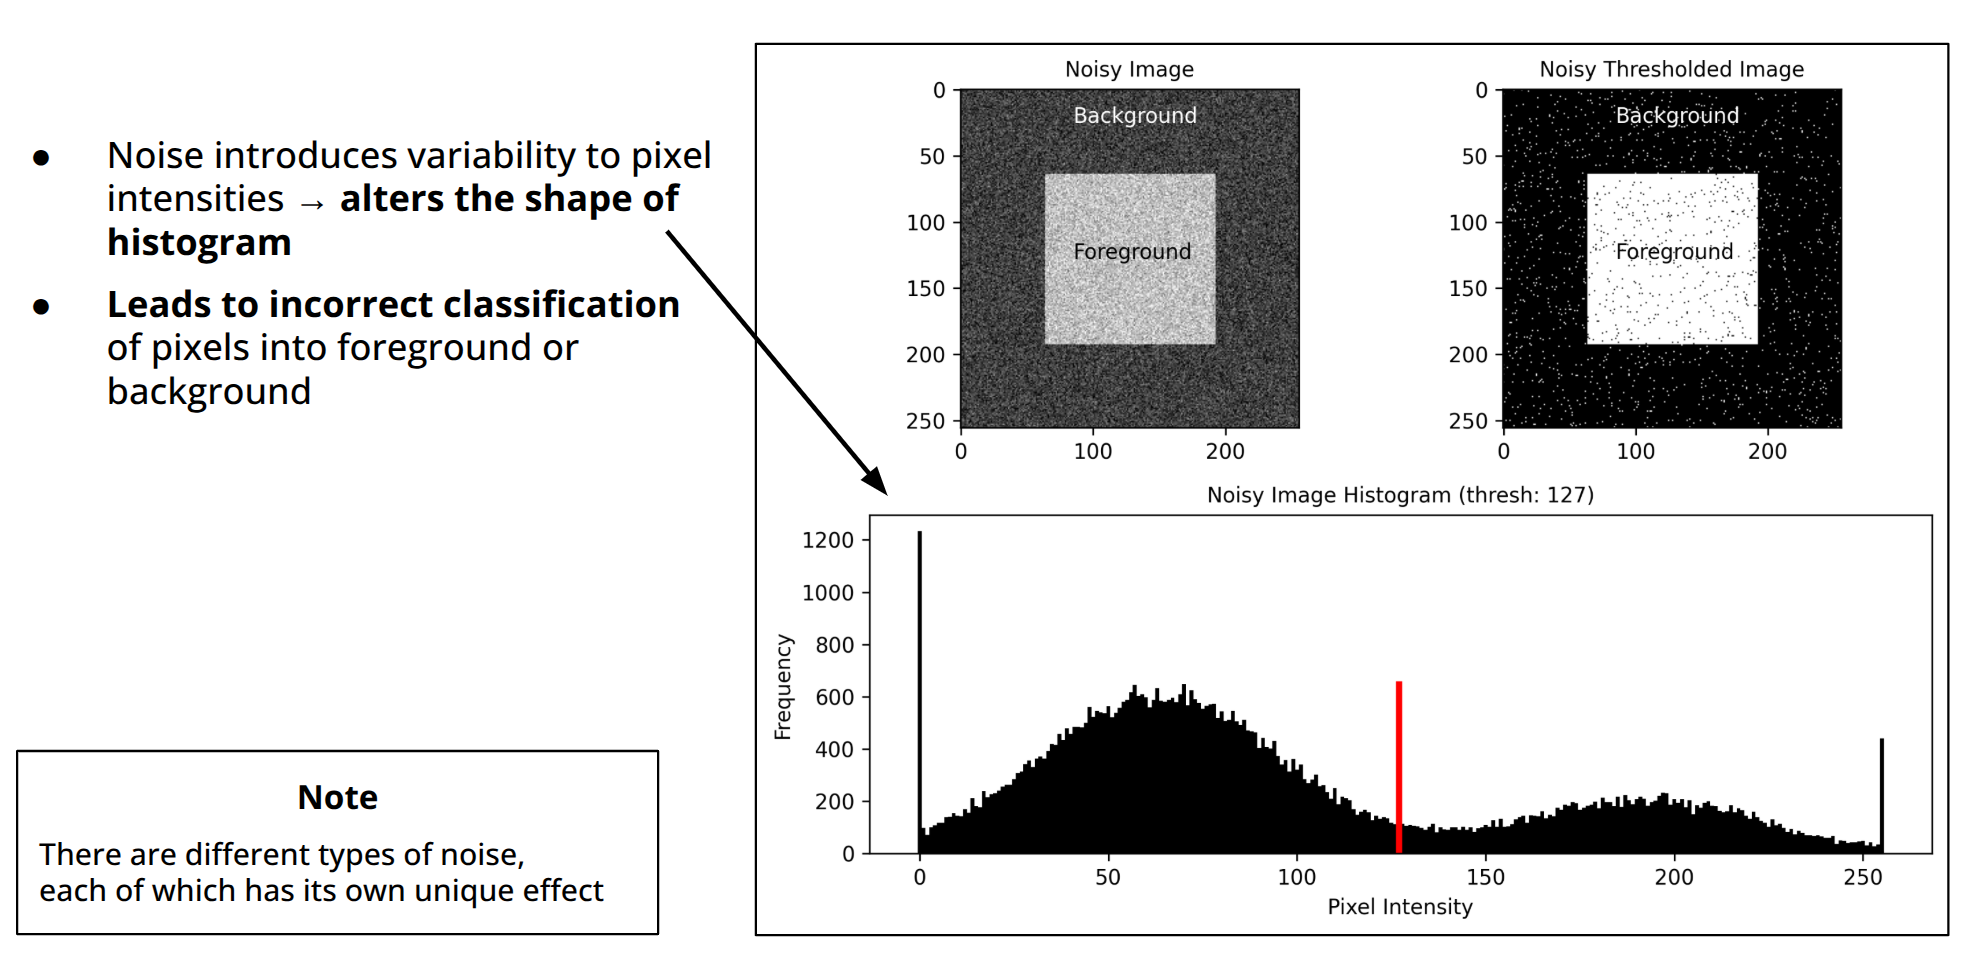 ● Noise introduces variability to pixel
intensities → alters the shape of
histogram
● Leads to incorrect classification
of pixels into foreground or
background
Note
There are different types of noise,
each of which has its own unique effect
Noisy Image
0
50
100
150
200
250
Background
Foreground
0 100 200
Noisy Thresholded Image
0
50
100
150
200
250
Background
Foreground
0 100 200
Noisy Image Histogram (thresh: 127)
Frequency
1200
1000
800
600
400
200
0
0 50 100 150 200 250
Pixel Intensity